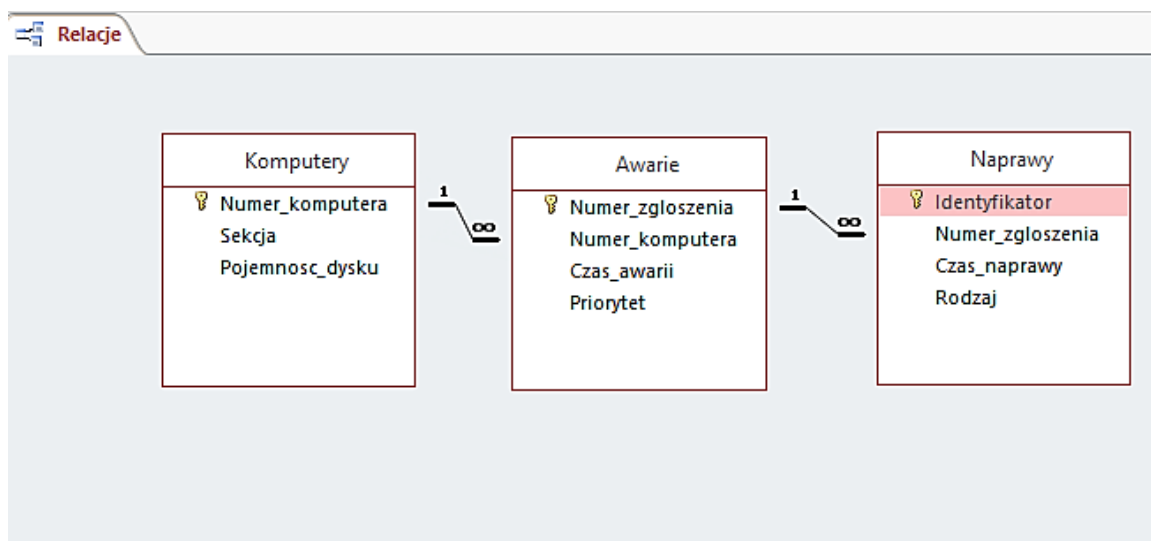 Relacje
Komputery
Numer_komputera
Sekcja
Pojemnosc_dysku
1
∞
Awarie
Numer_zgloszenia
Numer_komputera
Czas_awarii
Priorytet
1
∞
Naprawy
Identyfikator
Numer_zgloszenia
Czas_naprawy
Rodzaj